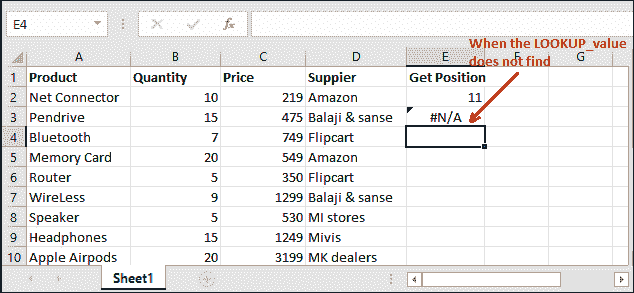 E4
fx
When the LOOKUP_value
does not find
A B C D E F G
1 Product Quantity Price Suppier Get Position
2 Net Connector 10 219 Amazon 11
3 Pendrive 15 475 Balaji & sanse #N/A
4 Bluetooth 7 749 Flipcart
5 Memory Card 20 549 Amazon
6 Router 5 350 Flipcart
7 WireLess 9 1299 Balaji & sanse
8 Speaker 5 530 MI stores
9 Headphones 15 1249 Mivis
10 Apple Airpods 20 3199 MK dealers
Sheet1